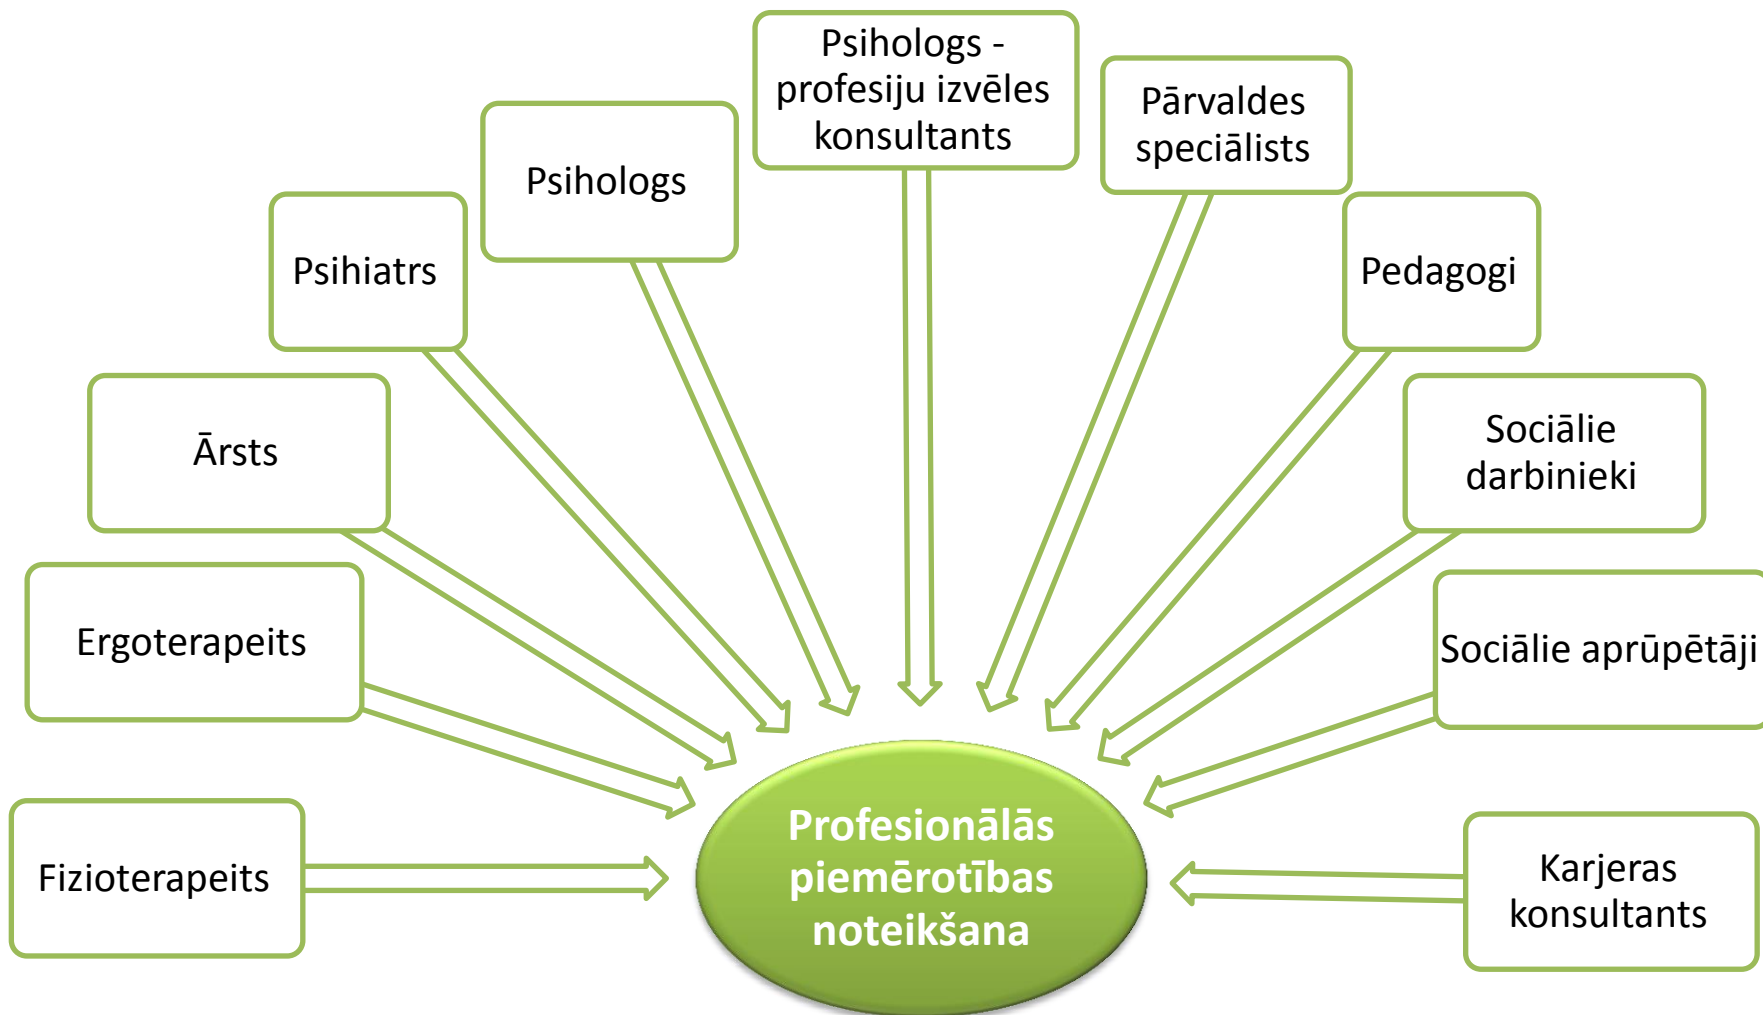 Psihologs -
profesiju izvēles
konsultants
Pārvaldes
speciālists
Psihologs
Psihiatrs
Pedagogi
Ārsts
Sociālie
darbinieki
Ergoterapeits
Sociālie aprūpētāji
Fizioterapeits
Profesionālās
piemērotības
noteikšana
Karjeras
konsultants